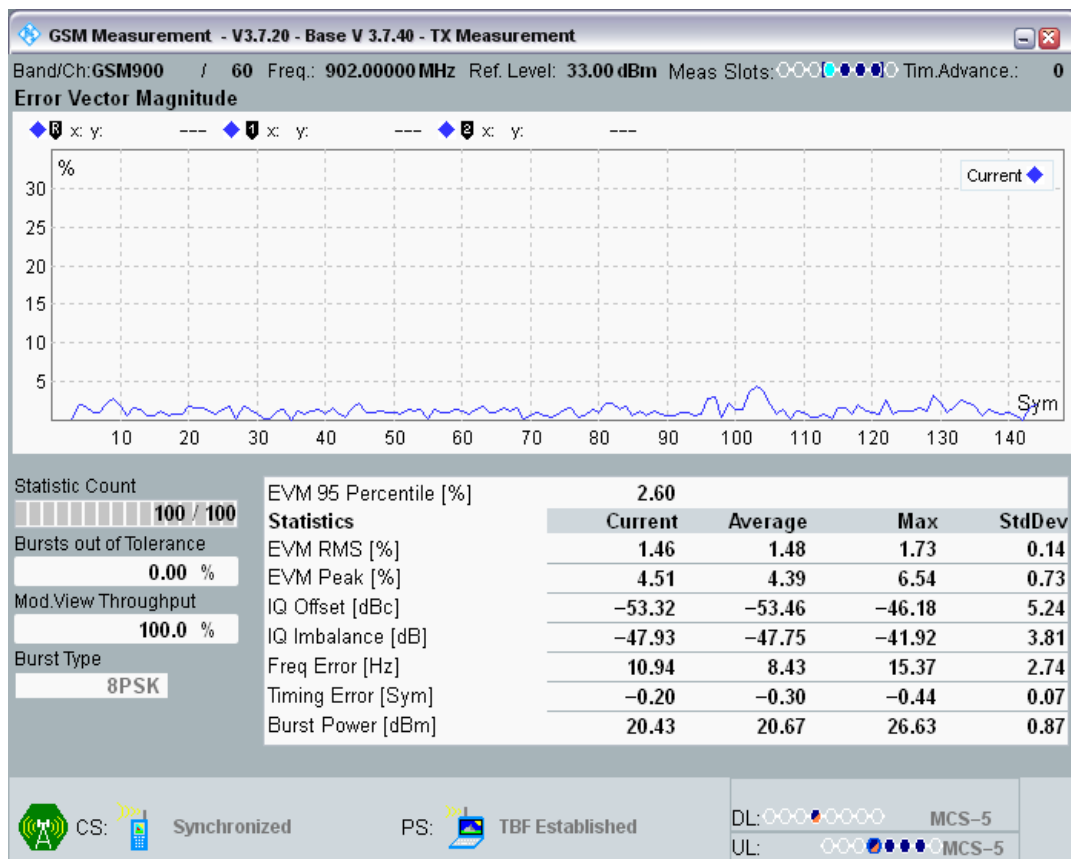 GSM Measurement - V3.7.20 - Base V 3.7.40 - TX Measurement
Band/Ch:GSM900 / 60 Freq.: 902.00000 MHz Ref. Level: 33.00 dBm Meas Slots: Tim.Advance.: 0
Error Vector Magnitude
R x: y: --- 1 x: y: --- 2 x: y: ---
%
Current
30
25
20
15
10
5
Sym
10 20 30 40 50 60 70 80 90 100 110 120 130 140
Statistic Count
100 / 100
Bursts out of Tolerance
0.00 %
Mod.View Throughput
100.0 %
Burst Type
8PSK
EVM 95 Percentile [%] 2.60
Statistics Current Average Max StdDev
EVM RMS [%] 1.46 1.48 1.73 0.14
EVM Peak [%] 4.51 4.39 6.54 0.73
IQ Offset [dBc] −53.32 −53.46 −46.18 5.24
IQ Imbalance [dB] −47.93 −47.75 −41.92 3.81
Freq Error [Hz] 10.94 8.43 15.37 2.74
Timing Error [Sym] −0.20 −0.30 −0.44 0.07
Burst Power [dBm] 20.43 20.67 26.63 0.87
CS: Synchronized PS: TBF Established
DL: MCS−5
UL: MCS−5